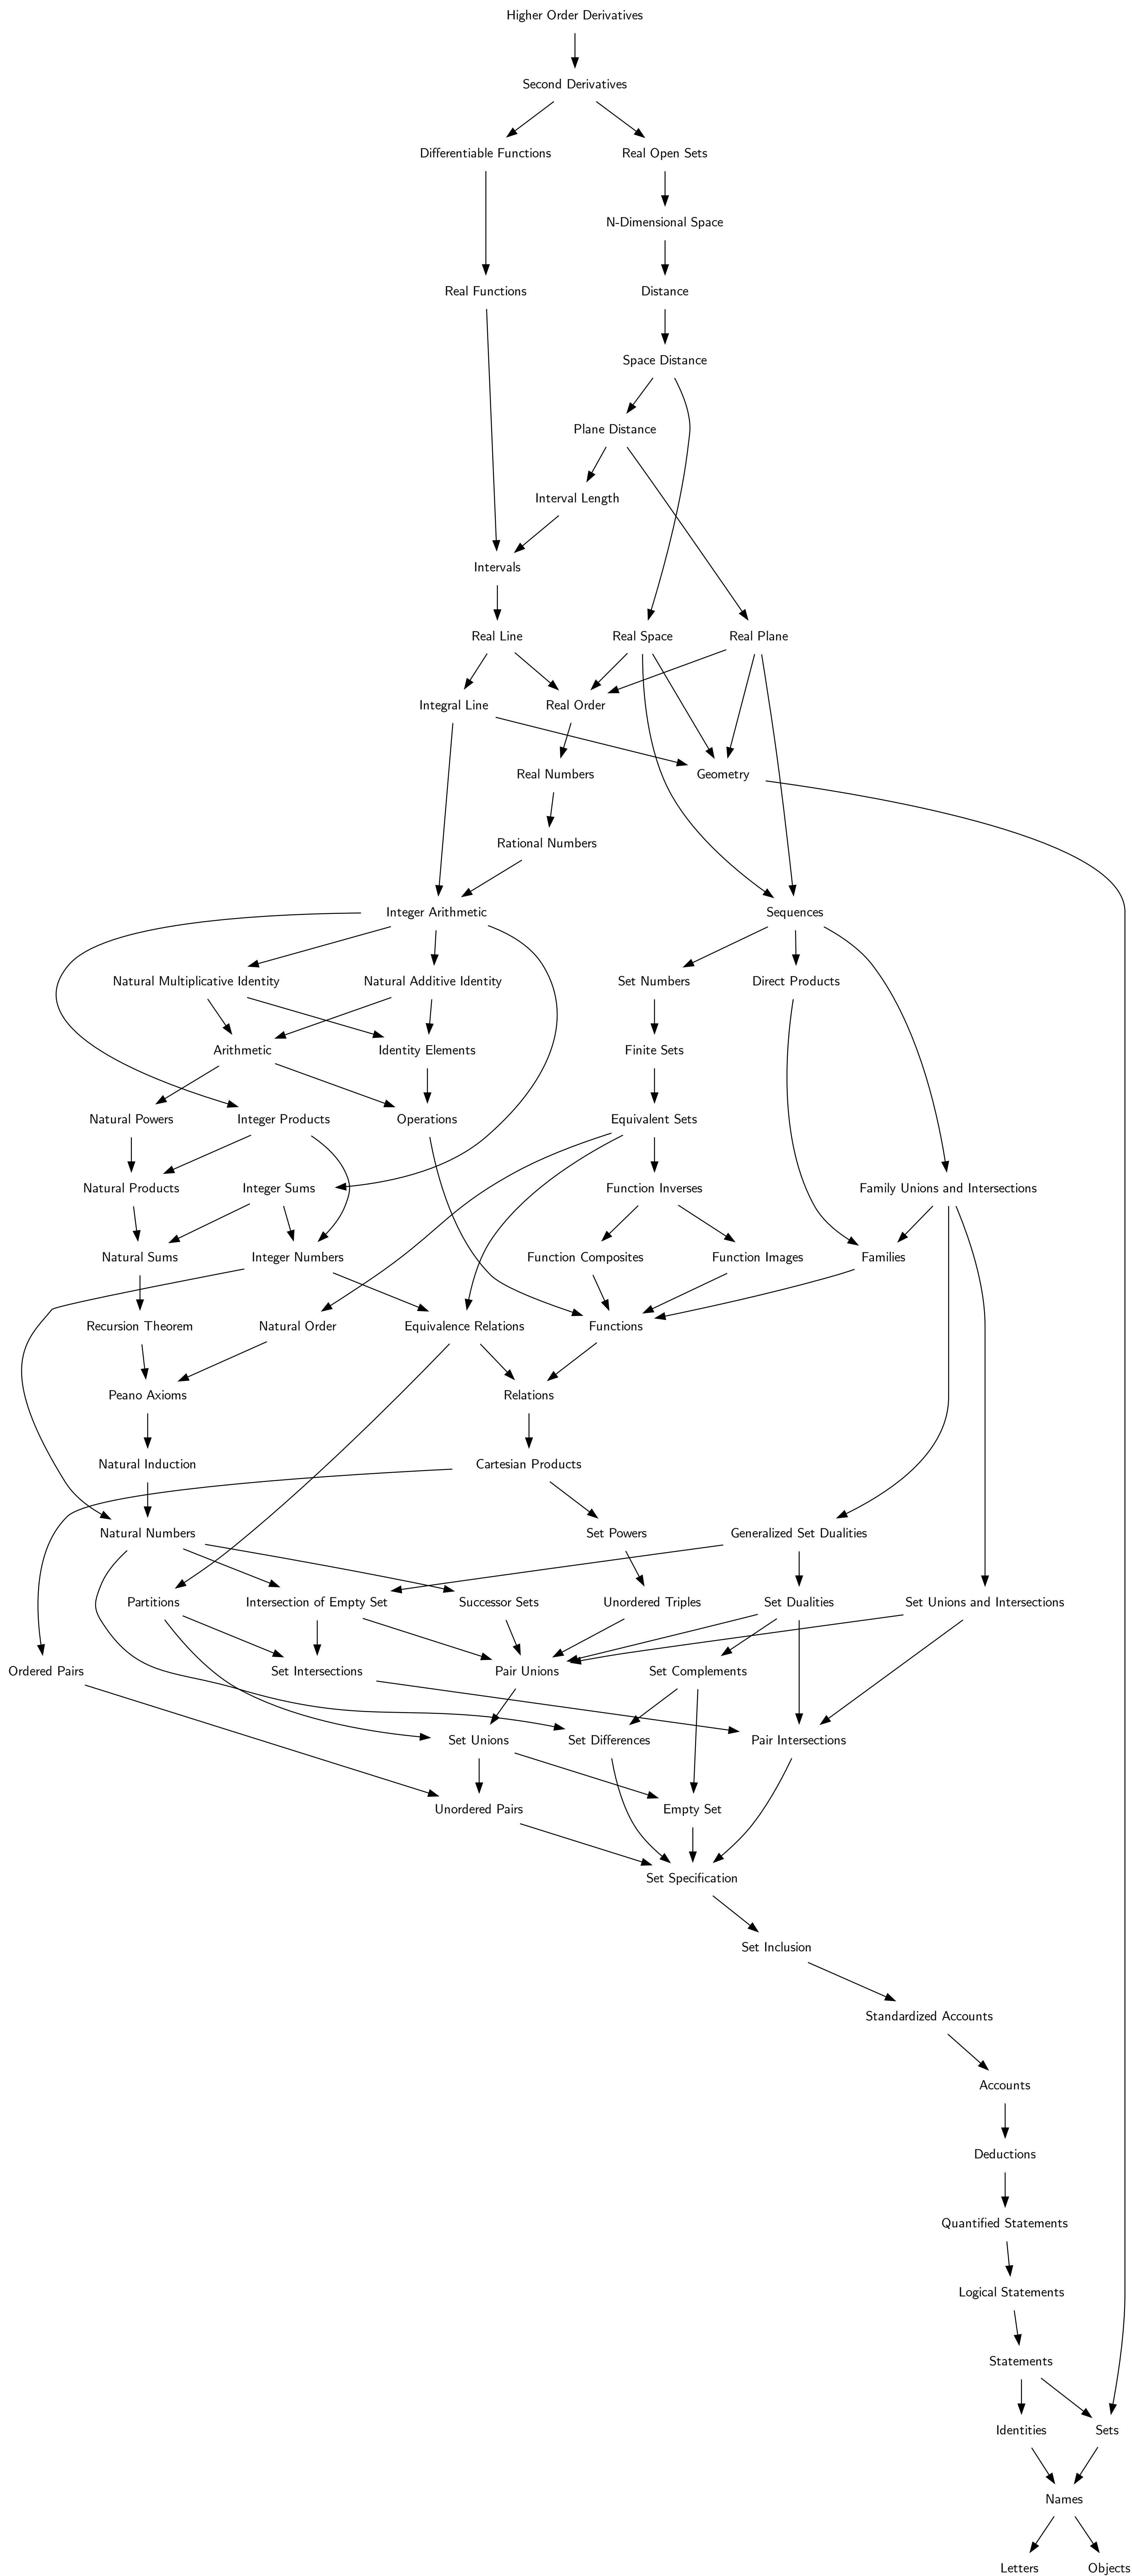 Higher Order Derivatives
Second Derivatives
Differentiable Functions
Real Open Sets
N-Dimensional Space
Real Functions
Distance
Space Distance
Plane Distance
Interval Length
Intervals
Real Line
Real Space
Real Plane
Integral Line
Real Order
Real Numbers
Geometry
Rational Numbers
Integer Arithmetic
Sequences
Natural Multiplicative Identity
Natural Additive Identity
Set Numbers
Direct Products
Arithmetic
Identity Elements
Finite Sets
Natural Powers
Integer Products
Operations
Equivalent Sets
Natural Products
Integer Sums
Function Inverses
Family Unions and Intersections
Natural Sums
Integer Numbers
Function Composites
Function Images
Families
Recursion Theorem
Natural Order
Equivalence Relations
Functions
Peano Axioms
Relations
Natural Induction
Cartesian Products
Natural Numbers
Set Powers
Generalized Set Dualities
Partitions
Intersection of Empty Set
Successor Sets
Unordered Triples
Set Dualities
Set Unions and Intersections
Ordered Pairs
Set Intersections
Pair Unions
Set Complements
Set Unions
Set Differences
Pair Intersections
Unordered Pairs
Empty Set
Set Specification
Set Inclusion
Standardized Accounts
Accounts
Deductions
Quantified Statements
Logical Statements
Statements
Identities
Sets
Names
Letters
Objects